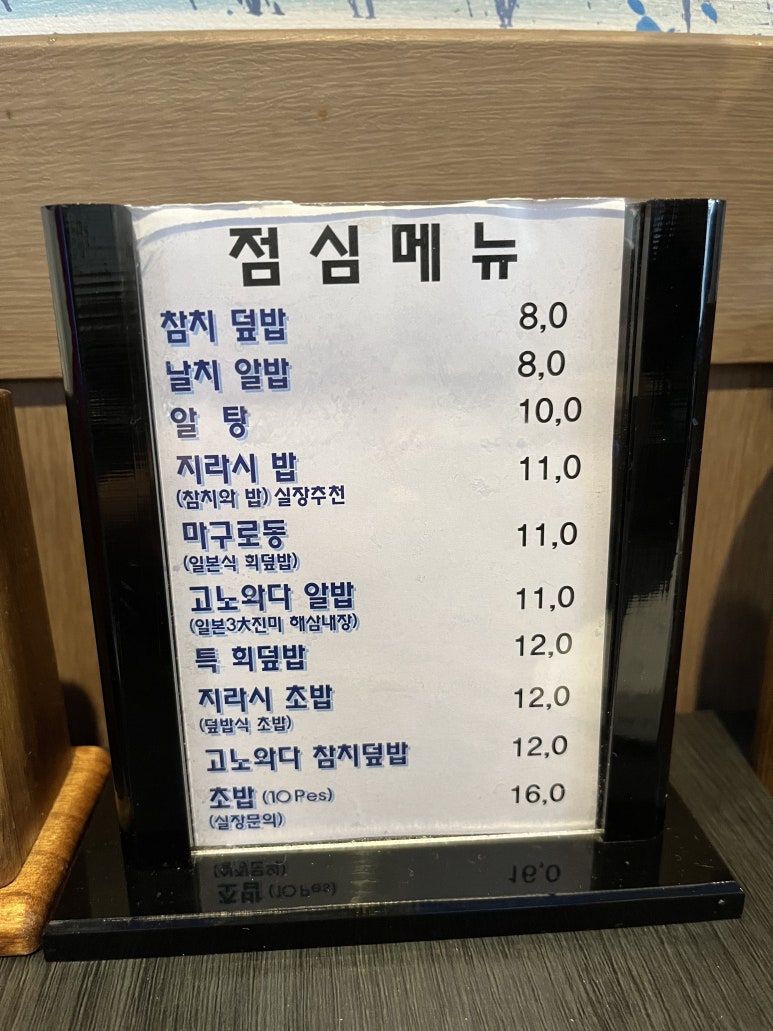 점심메뉴
참치 덮밥 8,0
날치 알밥 8,0
알 탕 10,0
지라시 밥 11,0
(참치와 밥) 실장추천
마구로동 11,0
(일본식 회덮밥)
고노와다 알밥 11,0
(일본3大진미 해삼내장)
특 회덮밥 12,0
지라시 초밥 12,0
(덮밥식 초밥)
고노와다 참치덮밥 12,0
초밥 (10Pes) 16,0
(실장문의)